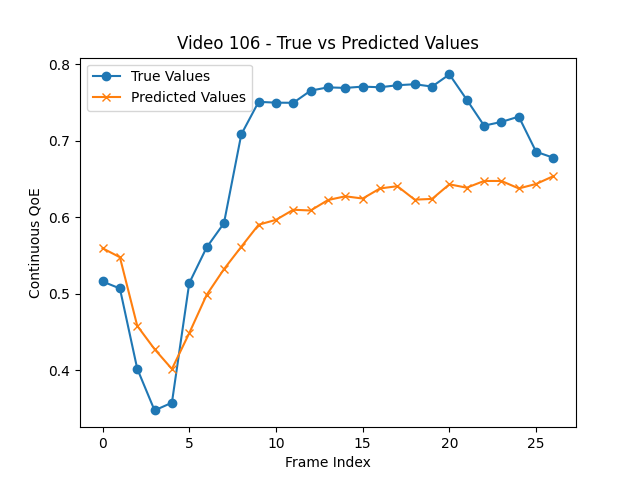 Video 106 - True vs Predicted Values
True Values
Predicted Values
Continuous QoE
0.8
0.7
0.6
0.5
0.4
0 5 10 15 20 25
Frame Index